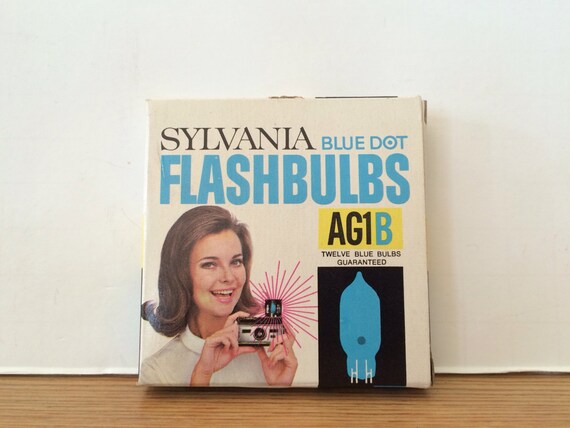 SYLVANIA BLUE DOT
FLASHBULBS
AG1B
TWELVE BLUE BULBS
GUARANTEED